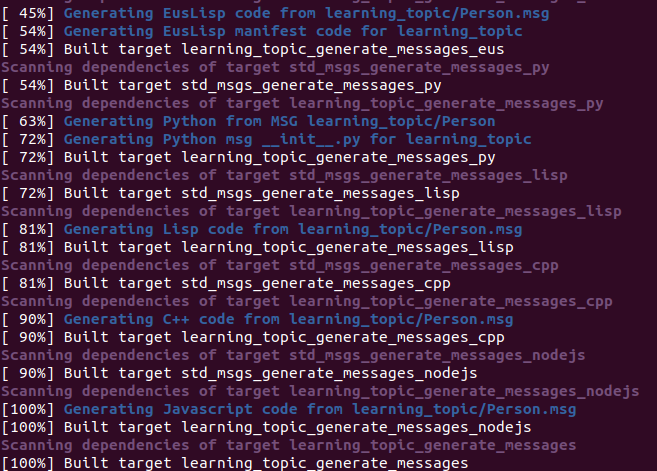 [ 45%] Generating EusLisp code from learning_topic/Person.msg
[ 54%] Generating EusLisp manifest code for learning_topic
[ 54%] Built target learning_topic_generate_messages_eus
Scanning dependencies of target std_msgs_generate_messages_py
[ 54%] Built target std_msgs_generate_messages_py
Scanning dependencies of target learning_topic_generate_messages_py
[ 63%] Generating Python from MSG learning_topic/Person
[ 72%] Generating Python msg __init__.py for learning_topic
[ 72%] Built target learning_topic_generate_messages_py
Scanning dependencies of target std_msgs_generate_messages_lisp
[ 72%] Built target std_msgs_generate_messages_lisp
Scanning dependencies of target learning_topic_generate_messages_lisp
[ 81%] Generating Lisp code from learning_topic/Person.msg
[ 81%] Built target learning_topic_generate_messages_lisp
Scanning dependencies of target std_msgs_generate_messages_cpp
[ 81%] Built target std_msgs_generate_messages_cpp
Scanning dependencies of target learning_topic_generate_messages_cpp
[ 90%] Generating C++ code from learning_topic/Person.msg
[ 90%] Built target learning_topic_generate_messages_cpp
Scanning dependencies of target std_msgs_generate_messages_nodejs
[ 90%] Built target std_msgs_generate_messages_nodejs
Scanning dependencies of target learning_topic_generate_messages_nodejs
[100%] Generating Javascript code from learning_topic/Person.msg
[100%] Built target learning_topic_generate_messages_nodejs
Scanning dependencies of target learning_topic_generate_messages
[100%] Built target learning_topic_generate_messages